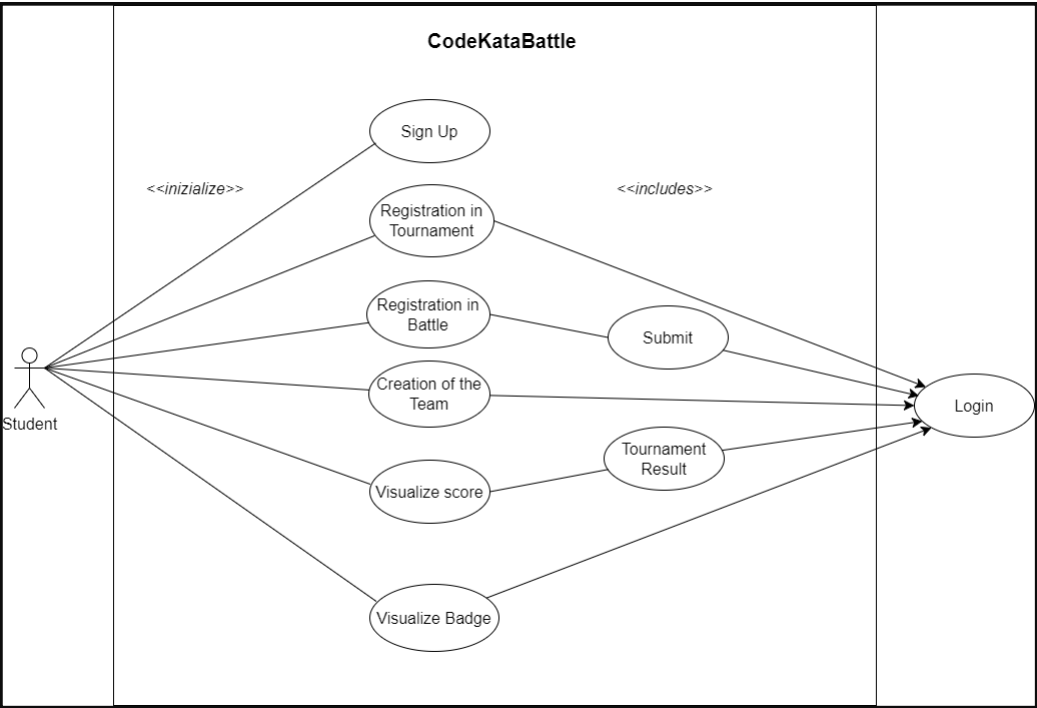 CodeKataBattle
Sign Up
<<inizialize>>
<<includes>>
Registration in
Tournament
Registration in
Battle
Submit
Creation of the
Team
Login
Student
Tournament
Result
Visualize score
Visualize Badge